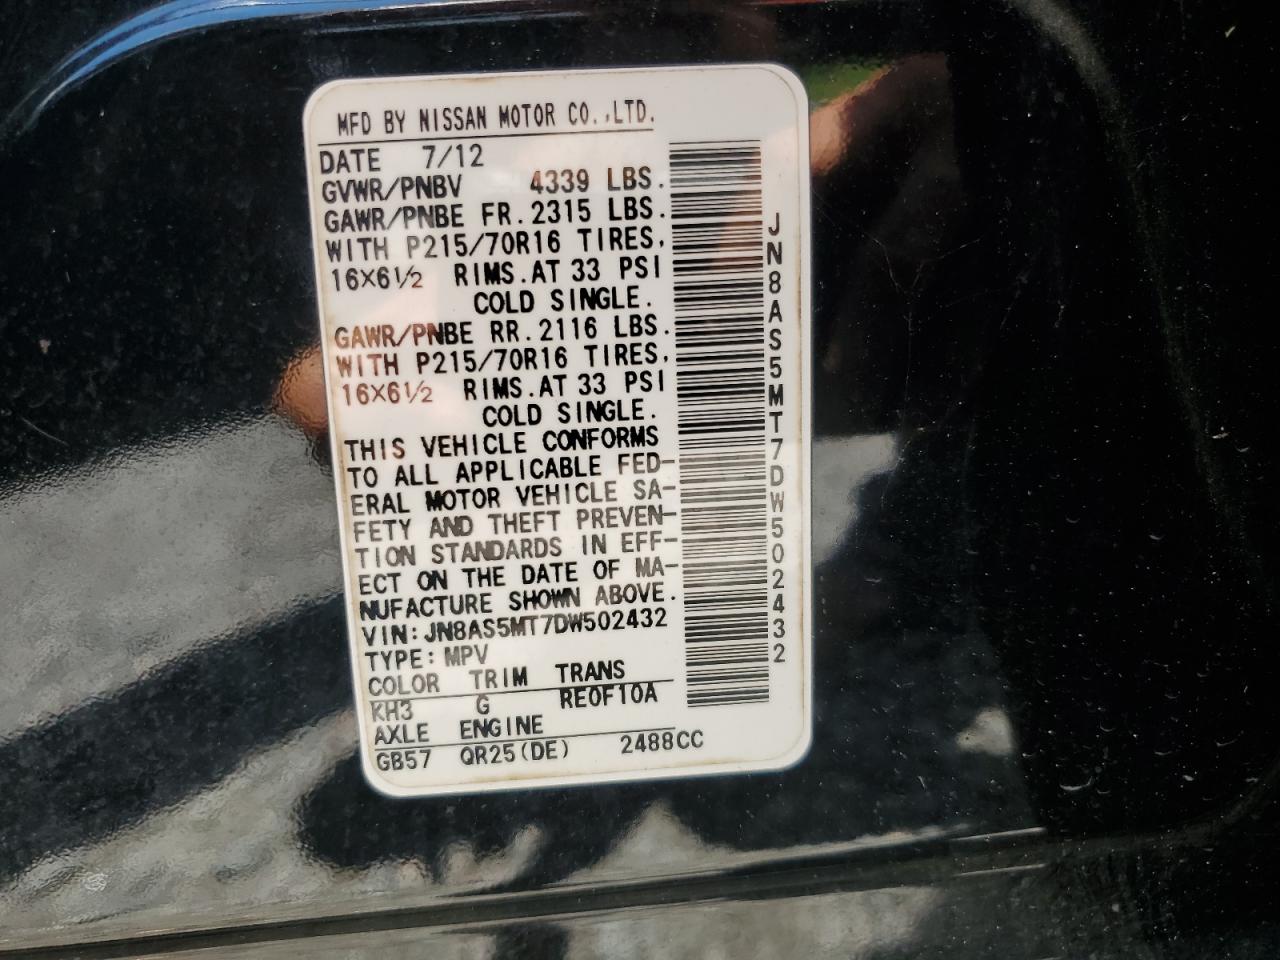 MFD BY NISSAN MOTOR CO.,LTD.
DATE 7/12
GVWR/PNBV 4339 LBS.
GAWR/PNBE FR.2315 LBS.
WITH P215/70R16 TIRES,
16X6½ RIMS.AT 33 PSI
COLD SINGLE.
GAWR/PNBE RR.2116 LBS.
WITH P215/70R16 TIRES,
16X6½ RIMS.AT 33 PSI
COLD SINGLE.
THIS VEHICLE CONFORMS
TO ALL APPLICABLE FED-
ERAL MOTOR VEHICLE SA-
FETY AND THEFT PREVEN-
TION STANDARDS IN EFF-
ECT ON THE DATE OF MA-
NUFACTURE SHOWN ABOVE.
VIN:JN8AS5MT7DW502432
TYPE:MPV
COLOR TRIM TRANS
KH3 G RE0F10A
AXLE ENGINE
GB57 QR25(DE) 2488CC
JN8AS5MT7DW502432